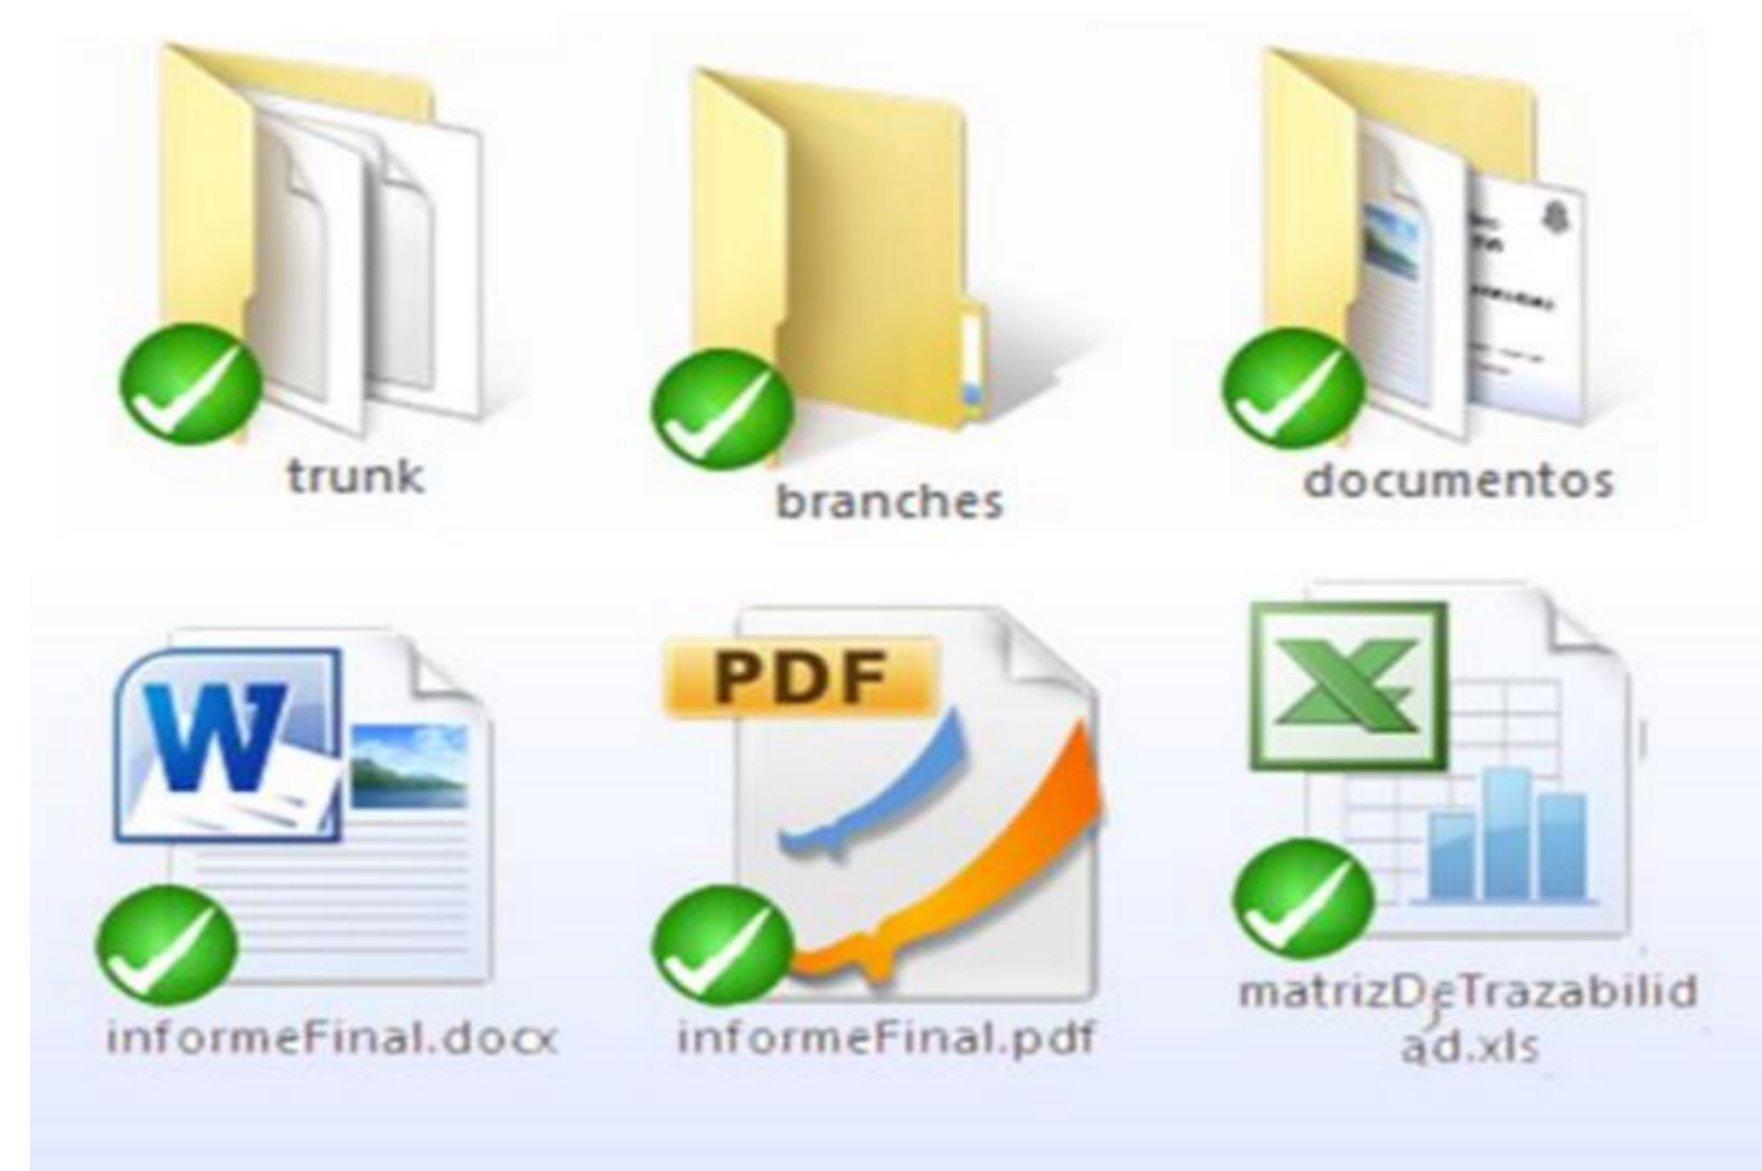 trunk
branches
documentos
W
PDF
informeFinal.docx
informeFinal.pdf
matrizDeTrazabilid
ad.xls